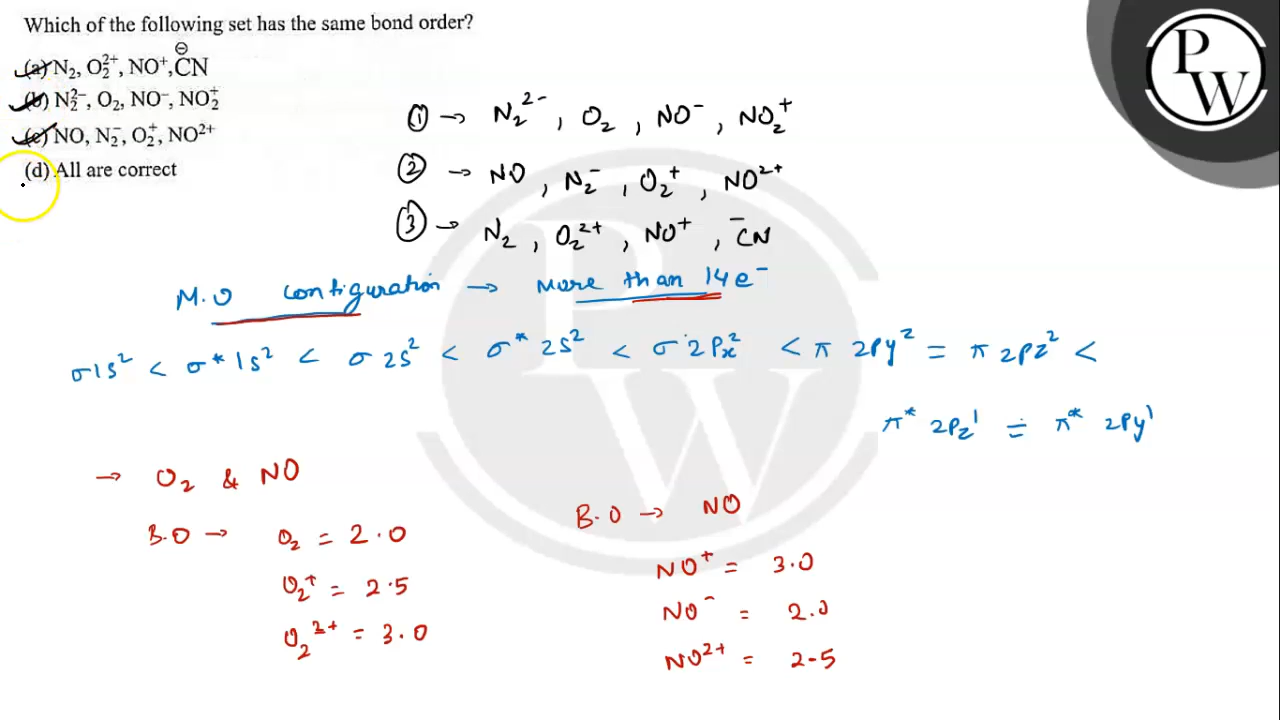 Which of the following set has the same bond order?
(a) N₂, O₂²⁺, NO⁺, C̊⊖N
(b) N₂²⁻, O₂, NO⁻, NO₂⁺
(c) NO, N₂⁻, O₂⁺, NO²⁺
(d) All are correct
P
W
① → N₂²⁻, O₂, NO⁻, NO₂⁺
② → NO, N₂⁻, O₂⁺, NO²⁺
③ → N₂, O₂²⁺, NO⁺, ⁻CN
M.O configuration → More than 14e⁻
σ1s² < σ*1s² < σ2s² < σ*2s² < σ2Px² < π 2Py² = π 2Pz² <
π* 2Pz¹ = π* 2Py¹
→ O₂ & NO
B.O → O₂ = 2.0
O₂⁺ = 2.5
O₂²⁺ = 3.0
B.O → NO
NO⁺ = 3.0
NO⁻ = 2.0
NO²⁺ = 2-5
P
W